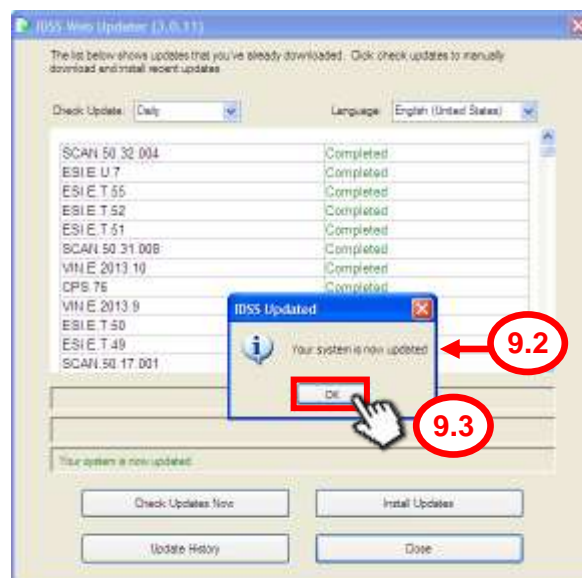 IDSS Web Updater (3.0.11)
The list below shows updates that you've already downloaded. Click check updates to manually
download and install recent updates
Check Update: Daily
Language: English (United States)
SCAN.50.32.004 Completed
ESI.E.U.7 Completed
ESI.E.T.55 Completed
ESI.E.T.52 Completed
ESI.E.T.51 Completed
SCAN.50.31.008 Completed
VIN.E.2013.10 Completed
CPS.76 Completed
VIN.E.2013.9
ESI.E.T.50
ESI.E.T.49
SCAN.50.17.001
IDSS Updated
Your system is now updated
OK
9.2
9.3
Your system is now updated
Check Updates Now
Install Updates
Update History
Close